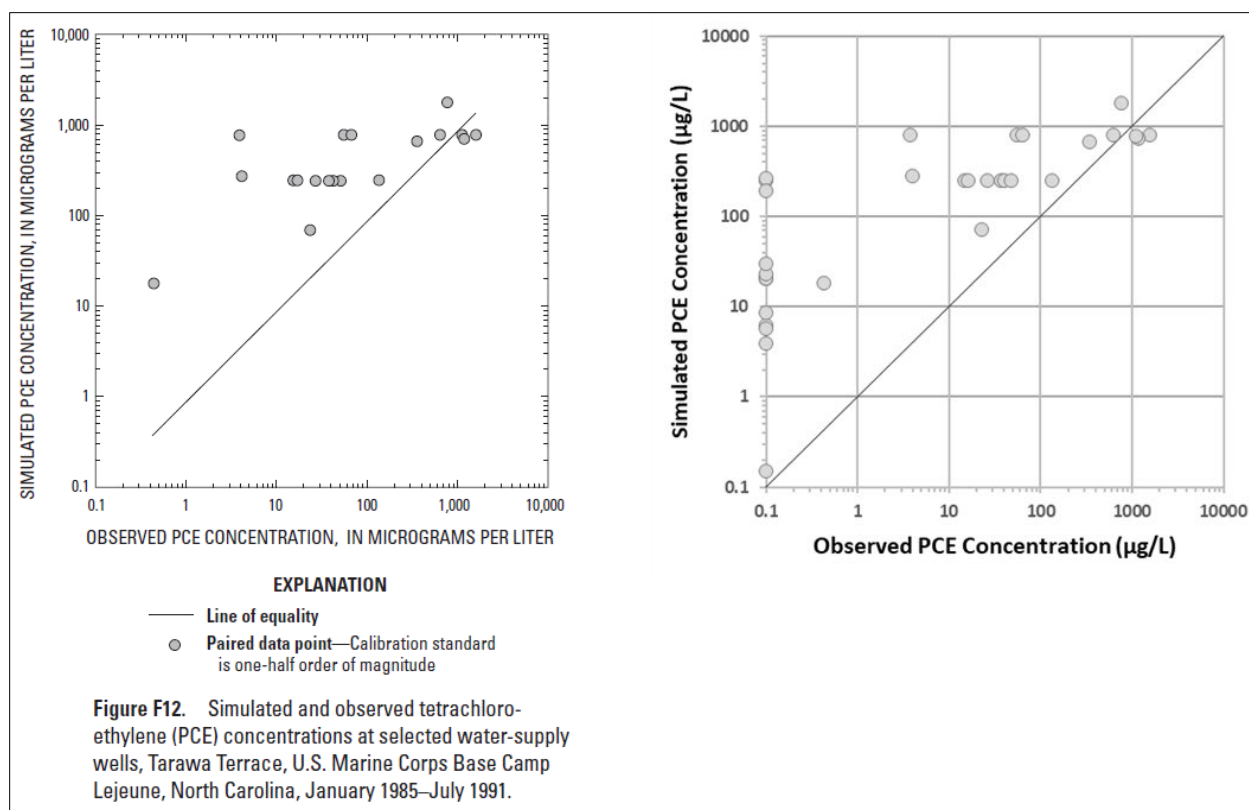 SIMULATED PCE CONCENTRATION, IN MICROGRAMS PER LITER
10,000
1,000
100
10
1
0.1
0.1
1
10
100
1,000
10,000
OBSERVED PCE CONCENTRATION, IN MICROGRAMS PER LITER
EXPLANATION
Line of equality
Paired data point—Calibration standard
is one-half order of magnitude
Figure F12. Simulated and observed tetrachloro-
ethylene (PCE) concentrations at selected water-supply
wells, Tarawa Terrace, U.S. Marine Corps Base Camp
Lejeune, North Carolina, January 1985–July 1991.
Simulated PCE Concentration (µg/L)
10000
1000
100
10
1
0.1
0.1
1
10
100
1000
10000
Observed PCE Concentration (µg/L)